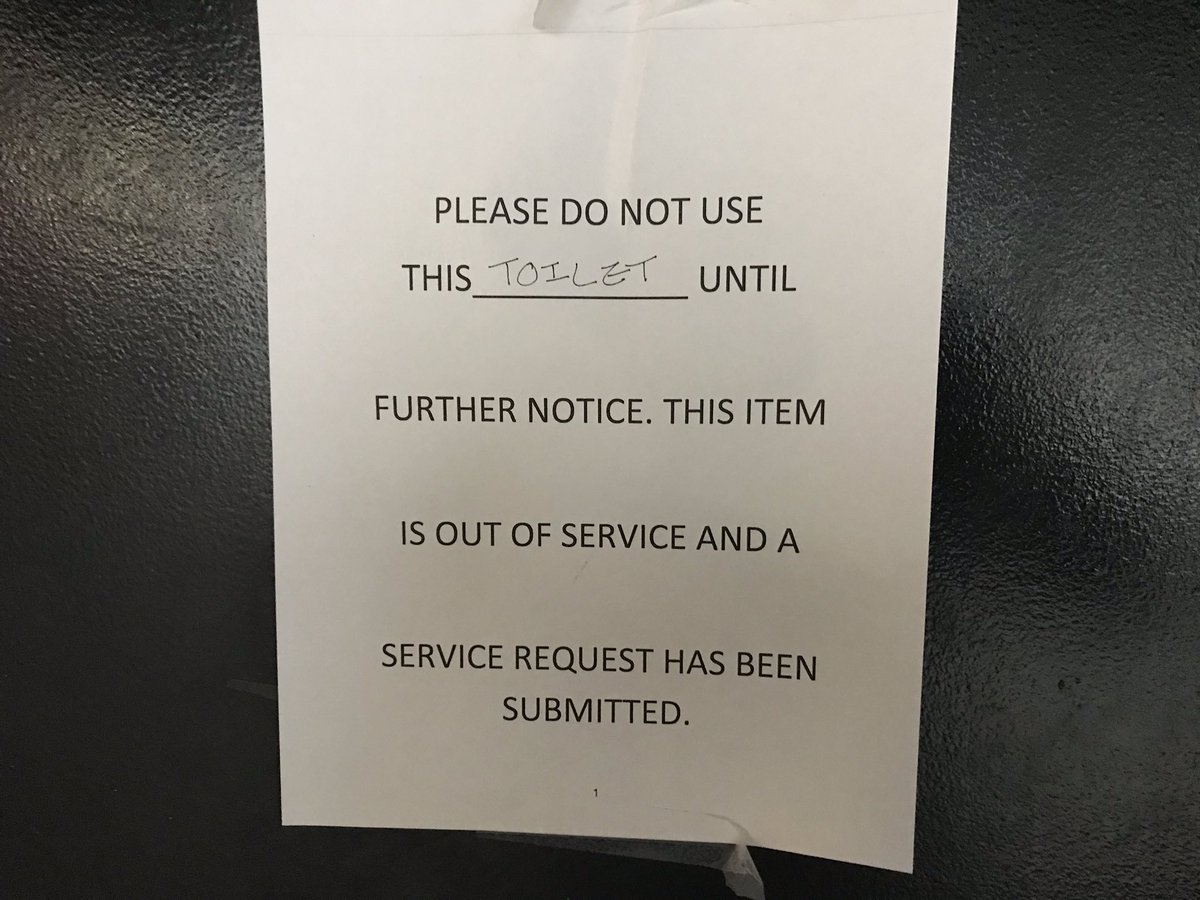 PLEASE DO NOT USE
THIS TOILET UNTIL
FURTHER NOTICE. THIS ITEM
IS OUT OF SERVICE AND A
SERVICE REQUEST HAS BEEN
SUBMITTED.
1